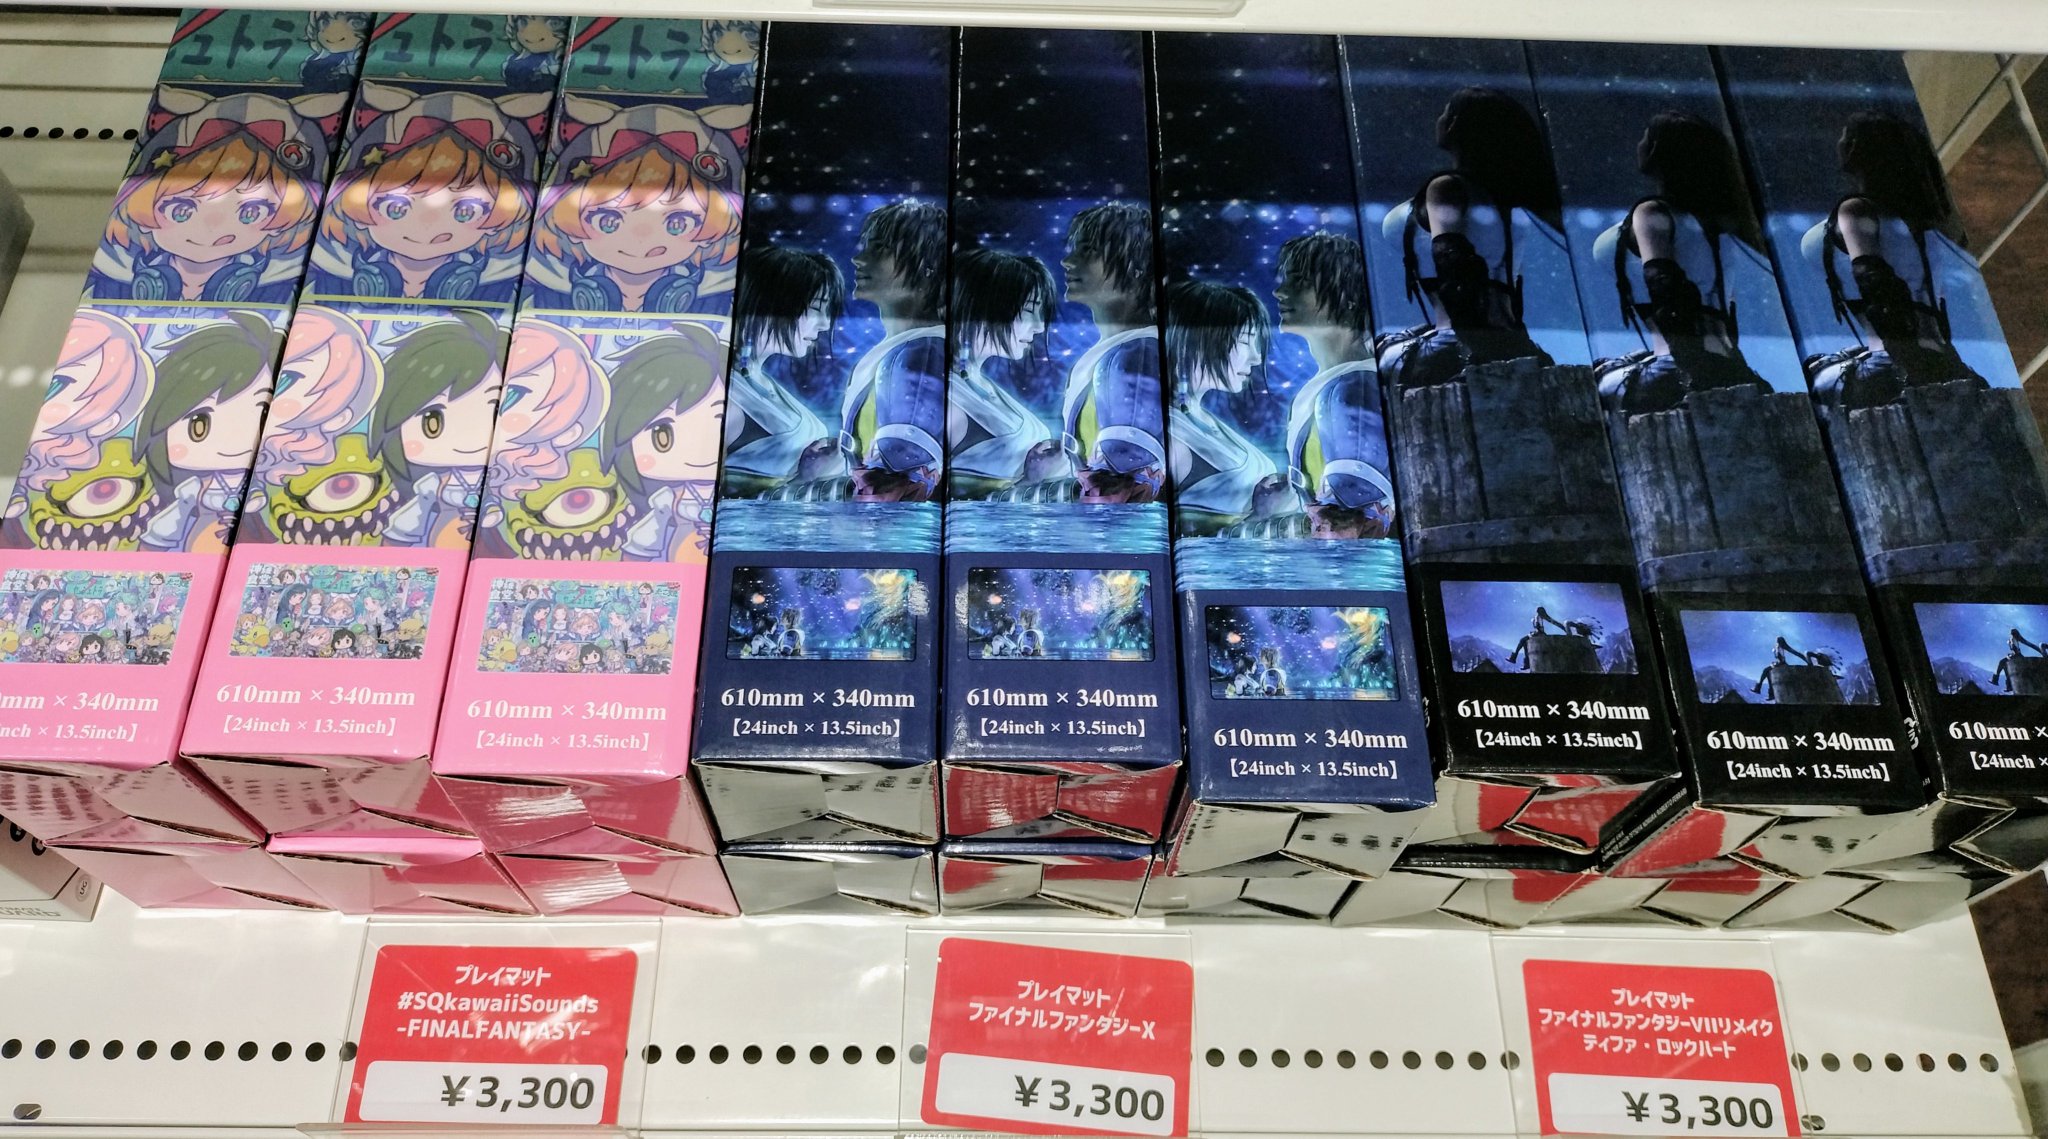 ュトラ
ュトラ
ュトラ
610mm × 340mm
【24inch × 13.5inch】
610mm × 340mm
【24inch × 13.5inch】
610mm × 340mm
【24inch × 13.5inch】
610mm × 340mm
【24inch × 13.5inch】
610mm × 340mm
【24inch × 13.5inch】
610mm × 340mm
【24inch × 13.5inch】
610mm × 340mm
【24inch × 13.5inch】
mm × 340mm
nch × 13.5inch】
610mm ×
【24inch ×
プレイマット
#SQkawaiiSounds
-FINALFANTASY-
¥3,300
プレイマット
ファイナルファンタジーX
¥3,300
プレイマット
ファイナルファンタジーVIIリメイク
ティファ・ロックハート
¥3,300